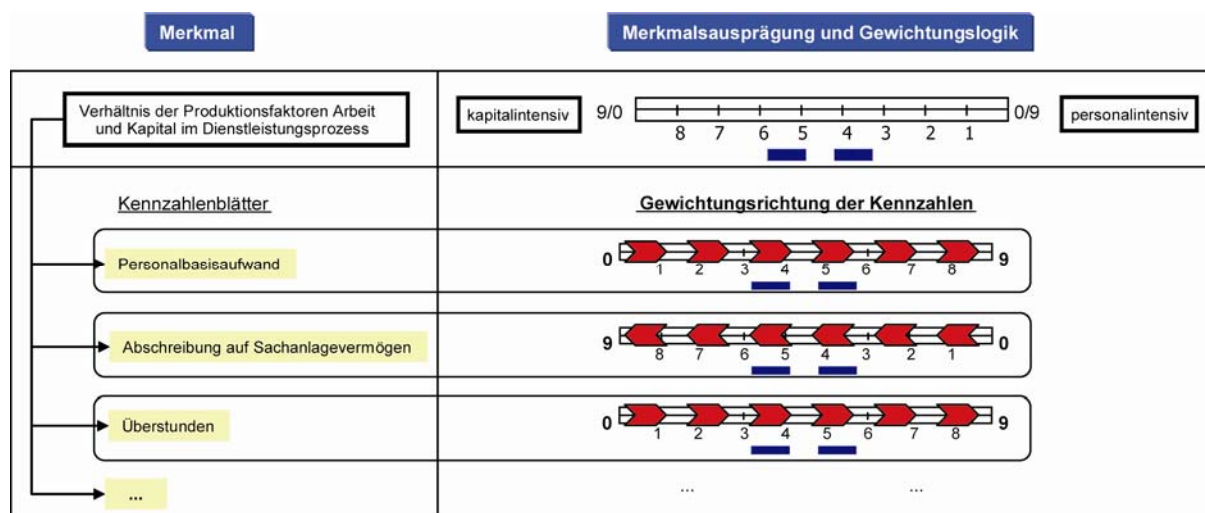 Merkmal
Merkmalsausprägung und Gewichtungslogik
Verhältnis der Produktionsfaktoren Arbeit
und Kapital im Dienstleistungsprozess
kapitalintensiv
9/0
8 7 6 5 4 3 2 1
0/9
personalintensiv
Kennzahlenblätter
Gewichtungsrichtung der Kennzahlen
Personalbasisaufwand
0 1 2 3 4 5 6 7 8 9
Abschreibung auf Sachanlagevermögen
9 8 7 6 5 4 3 2 1 0
Überstunden
0 1 2 3 4 5 6 7 8 9
...
... ...